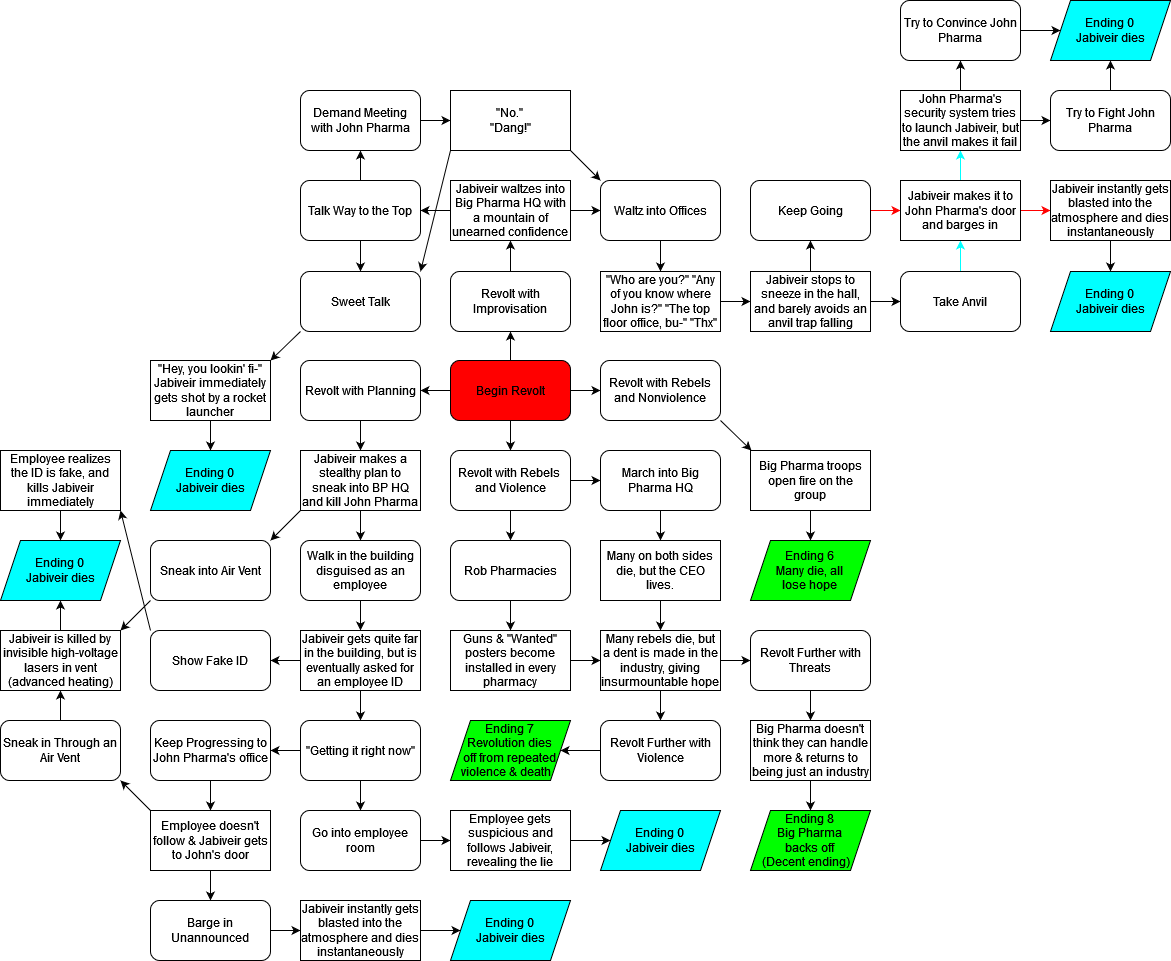 Try to Convince John
Pharma
Ending 0
Jabiveir dies
Demand Meeting
with John Pharma
"No."
"Dang!"
John Pharma's
security system tries
to launch Jabiveir, but
the anvil makes it fail
Try to Fight John
Pharma
Talk Way to the Top
Jabiveir waltzes into
Big Pharma HQ with
a mountain of
unearned confidence
Waltz into Offices
Keep Going
Jabiveir makes it to
John Pharma's door
and barges in
Jabiveir instantly gets
blasted into the
atmosphere and dies
instantaneously
Sweet Talk
Revolt with
Improvisation
"Who are you?" "Any
of you know where
John is?" "The top
floor office, bu-" "Thx"
Jabiveir stops to
sneeze in the hall,
and barely avoids an
anvil trap falling
Take Anvil
Ending 0
Jabiveir dies
"Hey, you lookin' fi-"
Jabiveir immediately
gets shot by a rocket
launcher
Revolt with Planning
Begin Revolt
Revolt with Rebels
and Nonviolence
Employee realizes
the ID is fake, and
kills Jabiveir
immediately
Ending 0
Jabiveir dies
Jabiveir makes a
stealthy plan to
sneak into BP HQ
and kill John Pharma
Revolt with Rebels
and Violence
March into Big
Pharma HQ
Big Pharma troops
open fire on the
group
Ending 0
Jabiveir dies
Sneak into Air Vent
Walk in the building
disguised as an
employee
Rob Pharmacies
Many on both sides
die, but the CEO
lives.
Ending 6
Many die, all
lose hope
Jabiveir is killed by
invisible high-voltage
lasers in vent
(advanced heating)
Show Fake ID
Jabiveir gets quite far
in the building, but is
eventually asked for
an employee ID
Guns & "Wanted"
posters become
installed in every
pharmacy
Many rebels die, but
a dent is made in the
industry, giving
insurmountable hope
Revolt Further with
Threats
Sneak in Through an
Air Vent
Keep Progressing to
John Pharma's office
"Getting it right now"
Ending 7
Revolution dies
off from repeated
violence & death
Revolt Further with
Violence
Big Pharma doesn't
think they can handle
more & returns to
being just an industry
Employee doesn't
follow & Jabiveir gets
to John's door
Go into employee
room
Employee gets
suspicious and
follows Jabiveir,
revealing the lie
Ending 0
Jabiveir dies
Ending 8
Big Pharma
backs off
(Decent ending)
Barge in
Unannounced
Jabiveir instantly gets
blasted into the
atmosphere and dies
instantaneously
Ending 0
Jabiveir dies